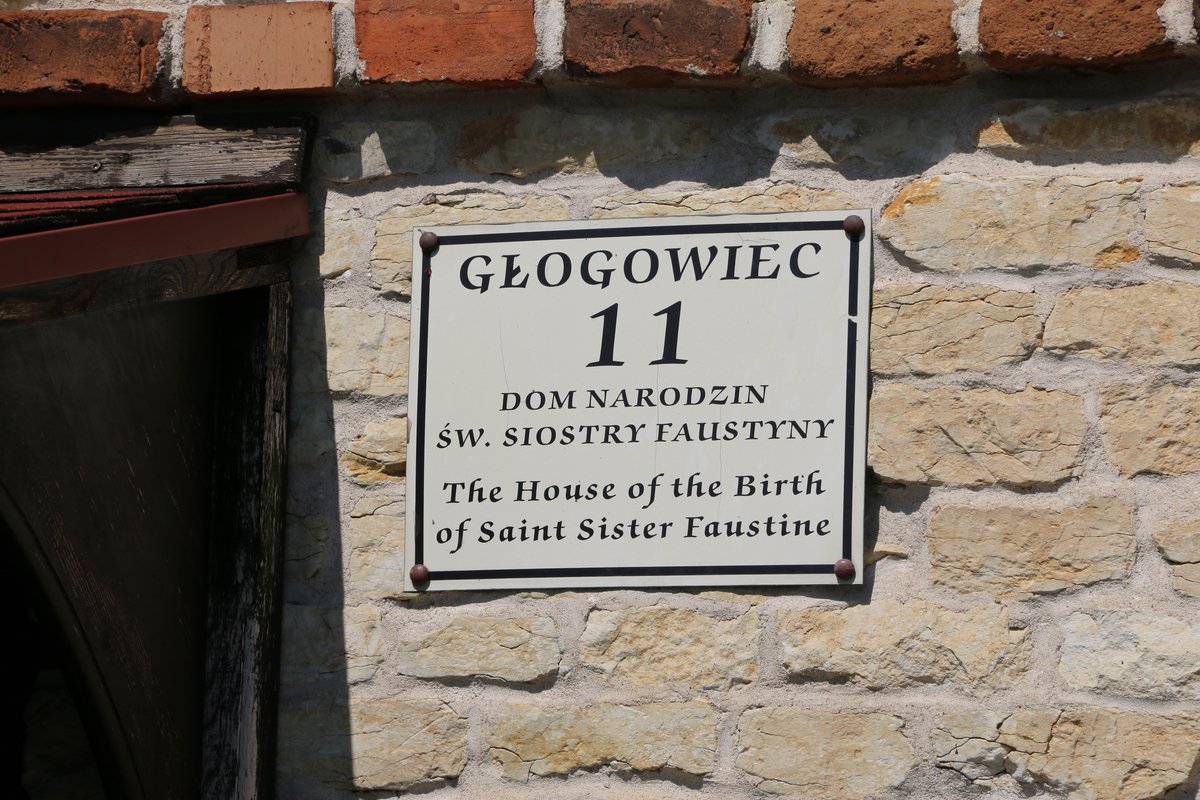 GŁOGOWIEC
11
DOM NARODZIN
ŚW. SIOSTRY FAUSTYNY
The House of the Birth
of Saint Sister Faustine